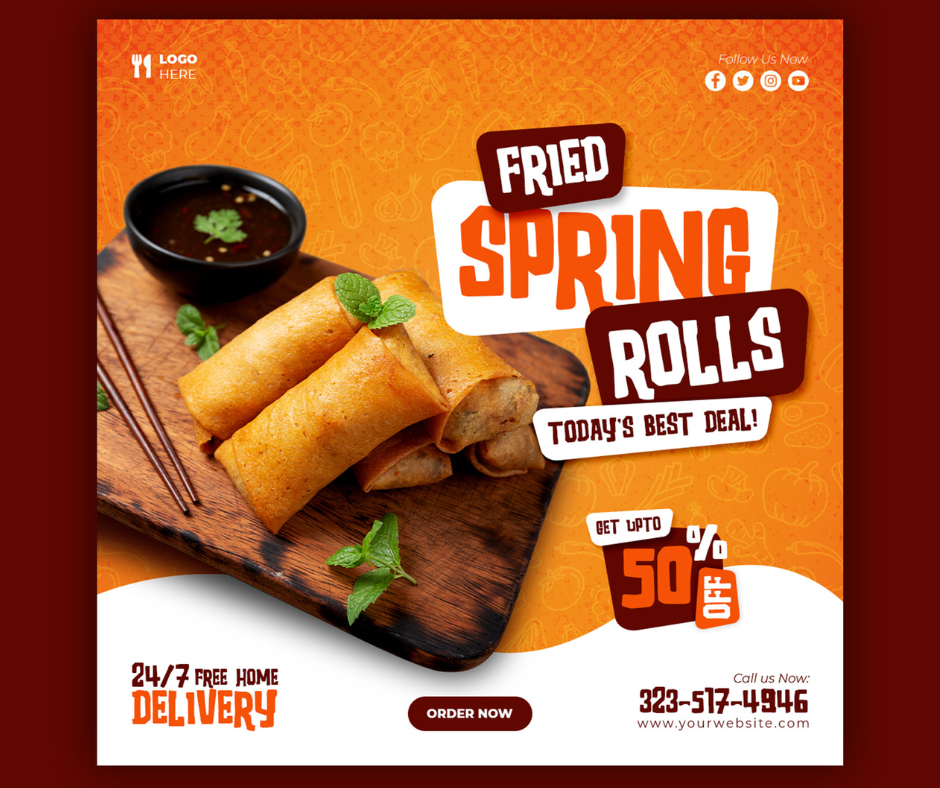 LOGO
HERE
Follow Us Now
FRIED
SPRING
ROLLS
TODAY'S BEST DEAL!
GET UPTO
50%
OFF
24/7 FREE HOME
DELIVERY
ORDER NOW
Call us Now:
323-517-4946
www.yourwebsite.com